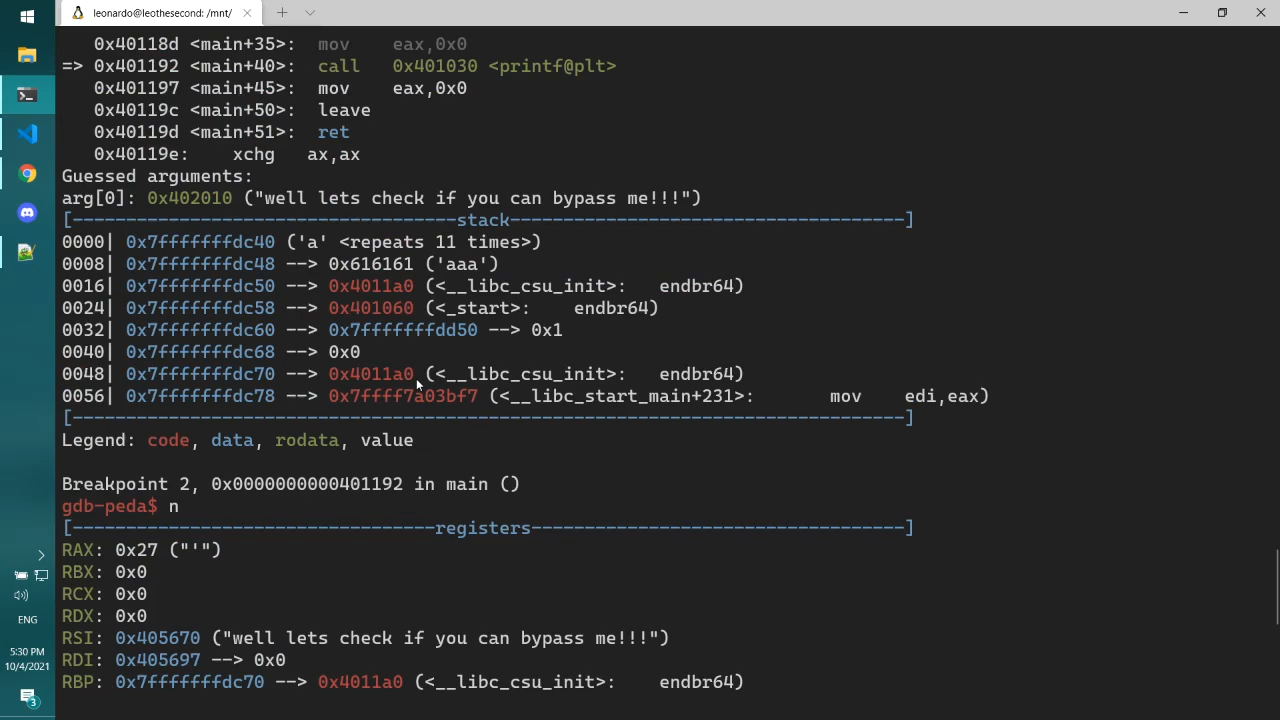 leonardo@leothesecond: /mnt/
0x40118d <main+35>: mov eax,0x0
=> 0x401192 <main+40>: call 0x401030 <printf@plt>
0x401197 <main+45>: mov eax,0x0
0x40119c <main+50>: leave
0x40119d <main+51>: ret
0x40119e: xchg ax,ax
Guessed arguments:
arg[0]: 0x402010 ("well lets check if you can bypass me!!!")
[------------------------------------stack-------------------------------------]
0000| 0x7fffffffdc40 ('a' <repeats 11 times>)
0008| 0x7fffffffdc48 --> 0x616161 ('aaa')
0016| 0x7fffffffdc50 --> 0x4011a0 (<__libc_csu_init>: endbr64)
0024| 0x7fffffffdc58 --> 0x401060 (<_start>: endbr64)
0032| 0x7fffffffdc60 --> 0x7fffffffdd50 --> 0x1
0040| 0x7fffffffdc68 --> 0x0
0048| 0x7fffffffdc70 --> 0x4011a0 (<__libc_csu_init>: endbr64)
0056| 0x7fffffffdc78 --> 0x7ffff7a03bf7 (<__libc_start_main+231>: mov edi,eax)
[------------------------------------------------------------------------------]
Legend: code, data, rodata, value
Breakpoint 2, 0x0000000000401192 in main ()
gdb-peda$ n
[----------------------------------registers-----------------------------------]
RAX: 0x27 ("'")
RBX: 0x0
RCX: 0x0
RDX: 0x0
RSI: 0x405670 ("well lets check if you can bypass me!!!")
RDI: 0x405697 --> 0x0
RBP: 0x7fffffffdc70 --> 0x4011a0 (<__libc_csu_init>: endbr64)
ENG
5:30 PM
10/4/2021
3